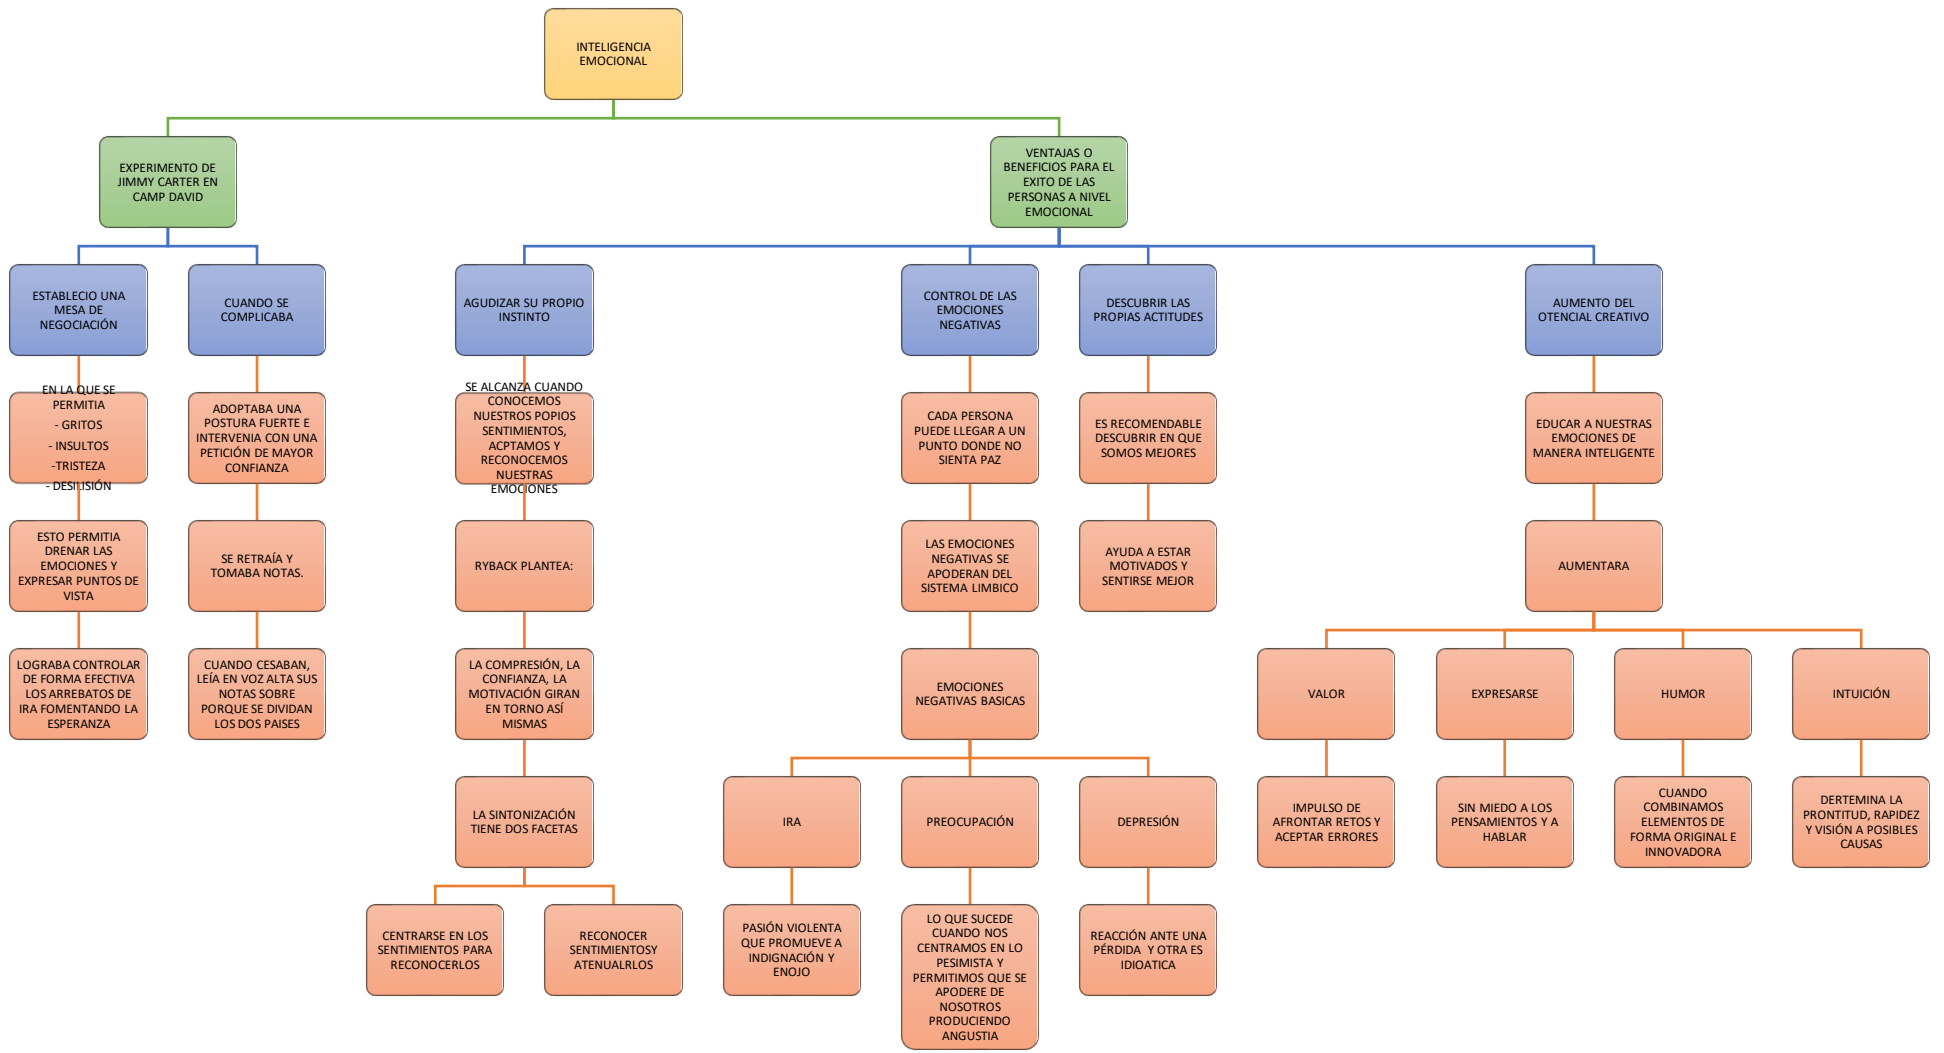 INTELIGENCIA
EMOCIONAL
EXPERIMENTO DE
JIMMY CARTER EN
CAMP DAVID
VENTAJAS O
BENEFICIOS PARA EL
EXITO DE LAS
PERSONAS A NIVEL
EMOCIONAL
ESTABLECIO UNA
MESA DE
NEGOCIACIÓN
CUANDO SE
COMPLICABA
AGUDIZAR SU PROPIO
INSTINTO
CONTROL DE LAS
EMOCIONES
NEGATIVAS
DESCUBRIR LAS
PROPIAS ACTITUDES
AUMENTO DEL
OTENCIAL CREATIVO
EN LA QUE SE
PERMITIA
- GRITOS
- INSULTOS
-TRISTEZA
- DESILISIÓN
ADOPTABA UNA
POSTURA FUERTE E
INTERVENIA CON UNA
PETICIÓN DE MAYOR
CONFIANZA
SE ALCANZA CUANDO
CONOCEMOS
NUESTROS POPIOS
SENTIMIENTOS,
ACPTAMOS Y
RECONOCEMOS
NUESTRAS
EMOCIONES
CADA PERSONA
PUEDE LLEGAR A UN
PUNTO DONDE NO
SIENTA PAZ
ES RECOMENDABLE
DESCUBRIR EN QUE
SOMOS MEJORES
EDUCAR A NUESTRAS
EMOCIONES DE
MANERA INTELIGENTE
ESTO PERMITIA
DRENAR LAS
EMOCIONES Y
EXPRESAR PUNTOS DE
VISTA
SE RETRAÍA Y
TOMABA NOTAS.
RYBACK PLANTEA:
LAS EMOCIONES
NEGATIVAS SE
APODERAN DEL
SISTEMA LIMBICO
AYUDA A ESTAR
MOTIVADOS Y
SENTIRSE MEJOR
AUMENTARA
LOGRABA CONTROLAR
DE FORMA EFECTIVA
LOS ARREBATOS DE
IRA FOMENTANDO LA
ESPERANZA
CUANDO CESABAN,
LEÍA EN VOZ ALTA SUS
NOTAS SOBRE
PORQUE SE DIVIDAN
LOS DOS PAISES
LA COMPRESIÓN, LA
CONFIANZA, LA
MOTIVACIÓN GIRAN
EN TORNO ASÍ
MISMAS
EMOCIONES
NEGATIVAS BASICAS
VALOR
EXPRESARSE
HUMOR
INTUICIÓN
LA SINTONIZACIÓN
TIENE DOS FACETAS
IRA
PREOCUPACIÓN
DEPRESIÓN
IMPULSO DE
AFRONTAR RETOS Y
ACEPTAR ERRORES
SIN MIEDO A LOS
PENSAMIENTOS Y A
HABLAR
CUANDO
COMBINAMOS
ELEMENTOS DE
FORMA ORIGINAL E
INNOVADORA
DERTEMINA LA
PRONTITUD, RAPIDEZ
Y VISIÓN A POSIBLES
CAUSAS
CENTRARSE EN LOS
SENTIMIENTOS PARA
RECONOCERLOS
RECONOCER
SENTIMIENTOSY
ATENUALRLOS
PASIÓN VIOLENTA
QUE PROMUEVE A
INDIGNACIÓN Y
ENOJO
LO QUE SUCEDE
CUANDO NOS
CENTRAMOS EN LO
PESIMISTA Y
PERMITIMOS QUE SE
APODERE DE
NOSOTROS
PRODUCIENDO
ANGUSTIA
REACCIÓN ANTE UNA
PÉRDIDA  Y OTRA ES
IDIOATICA